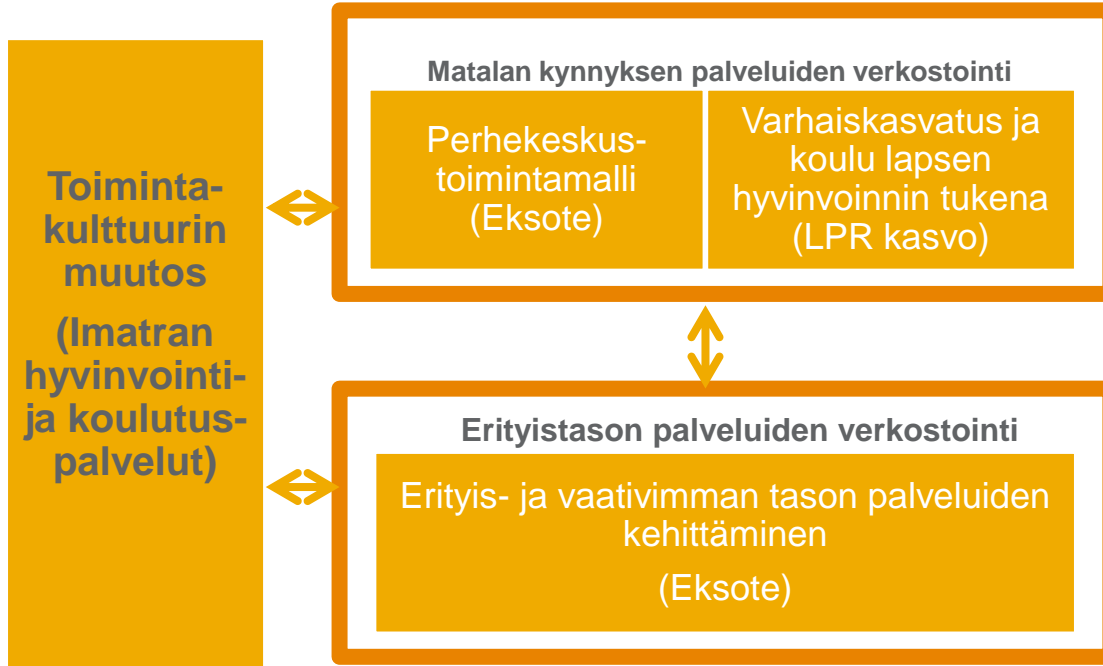 Toiminta-
kulttuurin
muutos
(Imatran
hyvinvointi-
ja koulutus-
palvelut)
Matalan kynnyksen palveluiden verkostointi
Perhekeskus-
toimintamalli
(Eksote)
Varhaiskasvatus ja
koulu lapsen
hyvinvoinnin tukena
(LPR kasvo)
Erityistason palveluiden verkostointi
Erityis- ja vaativimman tason palveluiden
kehittäminen
(Eksote)